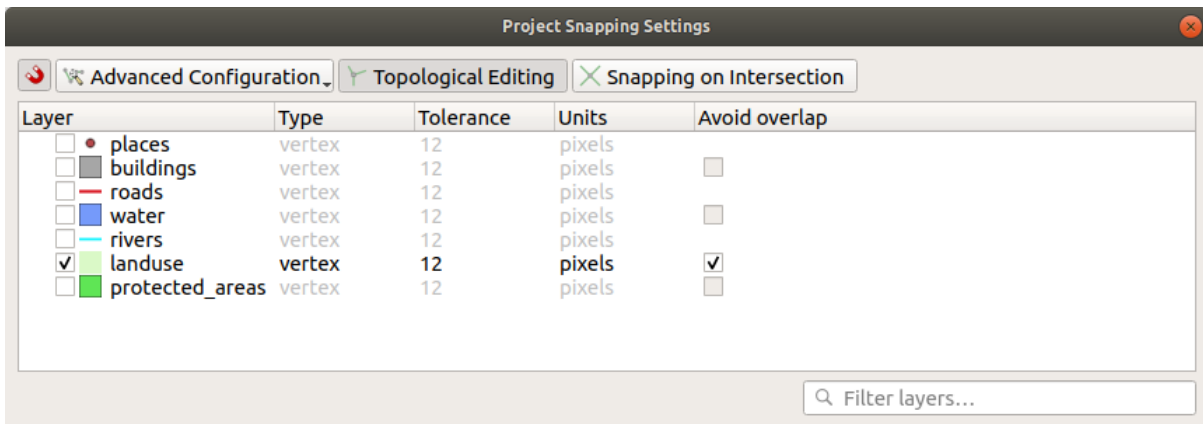 Project Snapping Settings
Advanced Configuration Topological Editing Snapping on Intersection
Layer Type Tolerance Units Avoid overlap
places vertex 12 pixels
buildings vertex 12 pixels
roads vertex 12 pixels
water vertex 12 pixels
rivers vertex 12 pixels
landuse vertex 12 pixels
protected_areas vertex 12 pixels
Filter layers...